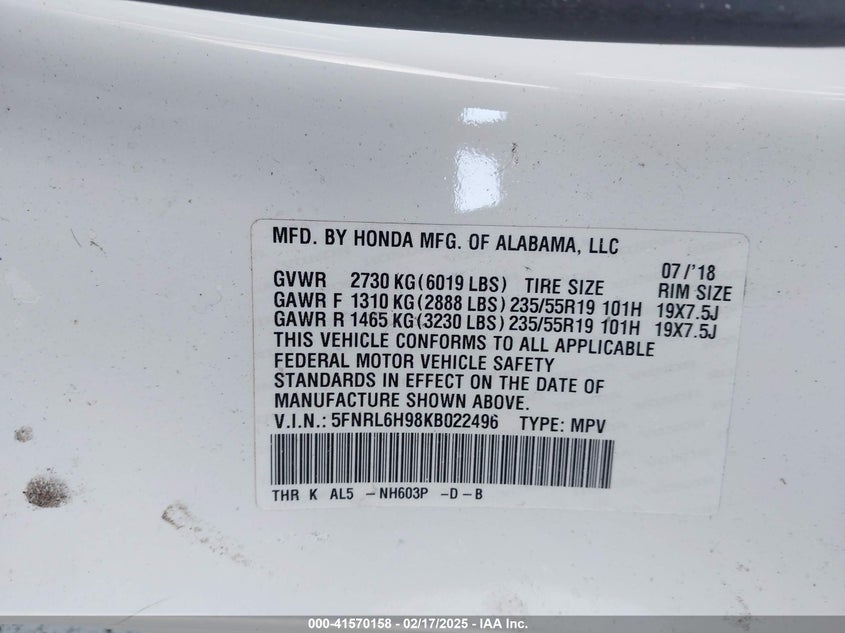 MFD. BY HONDA MFG. OF ALABAMA, LLC
07/'18
GVWR 2730 KG (6019 LBS) TIRE SIZE RIM SIZE
GAWR F 1310 KG (2888 LBS) 235/55R19 101H 19X7.5J
GAWR R 1465 KG (3230 LBS) 235/55R19 101H 19X7.5J
THIS VEHICLE CONFORMS TO ALL APPLICABLE
FEDERAL MOTOR VEHICLE SAFETY
STANDARDS IN EFFECT ON THE DATE OF
MANUFACTURE SHOWN ABOVE.
V.I.N.: 5FNRL6H98KB022496 TYPE: MPV
THR K AL5 -NH603P -D-B
000-41570158 - 02/17/2025 - IAA Inc.